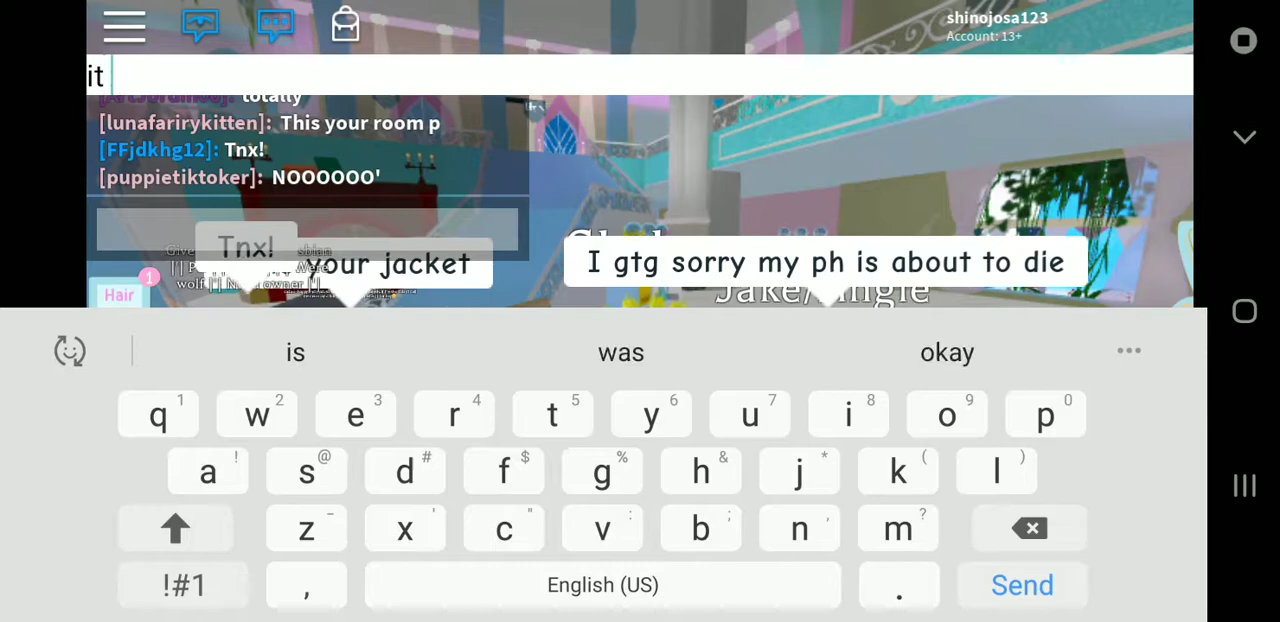 shinojosa123
Account: 13+
it
totally
[lunafarirykitten]: This your room p
[FFjdkhg12]: Tnx!
[puppietiktoker]: NOOOOOO'
Tnx!
your jacket
I gtg sorry my ph is about to die
Hair
1
is
was
okay
q 1 w 2 e 3 r 4 t 5 y 6 u 7 i 8 o 9 p 0
a ! s @ d # f $ g % h & j * k ( l )
z - x ' c " v : b ; n , m ?
!#1 , English (US) . Send